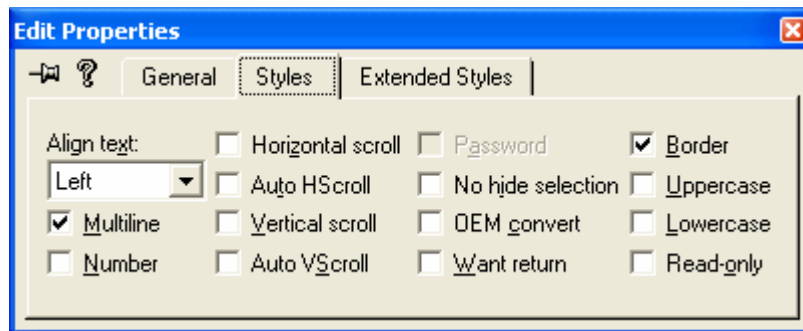 Edit Properties
General Styles Extended Styles
Align text: Horizontal scroll Password Border
Left Auto HScroll No hide selection Uppercase
Multiline Vertical scroll OEM convert Lowercase
Number Auto VScroll Want return Read-only